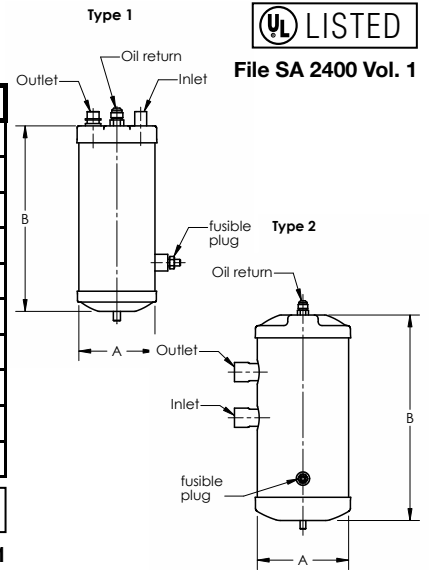 Type 1
UL LISTED
File SA 2400 Vol. 1
Oil return
Outlet
Inlet
B
fusible
plug
A
Type 2
Oil return
Outlet
Inlet
B
fusible
plug
A